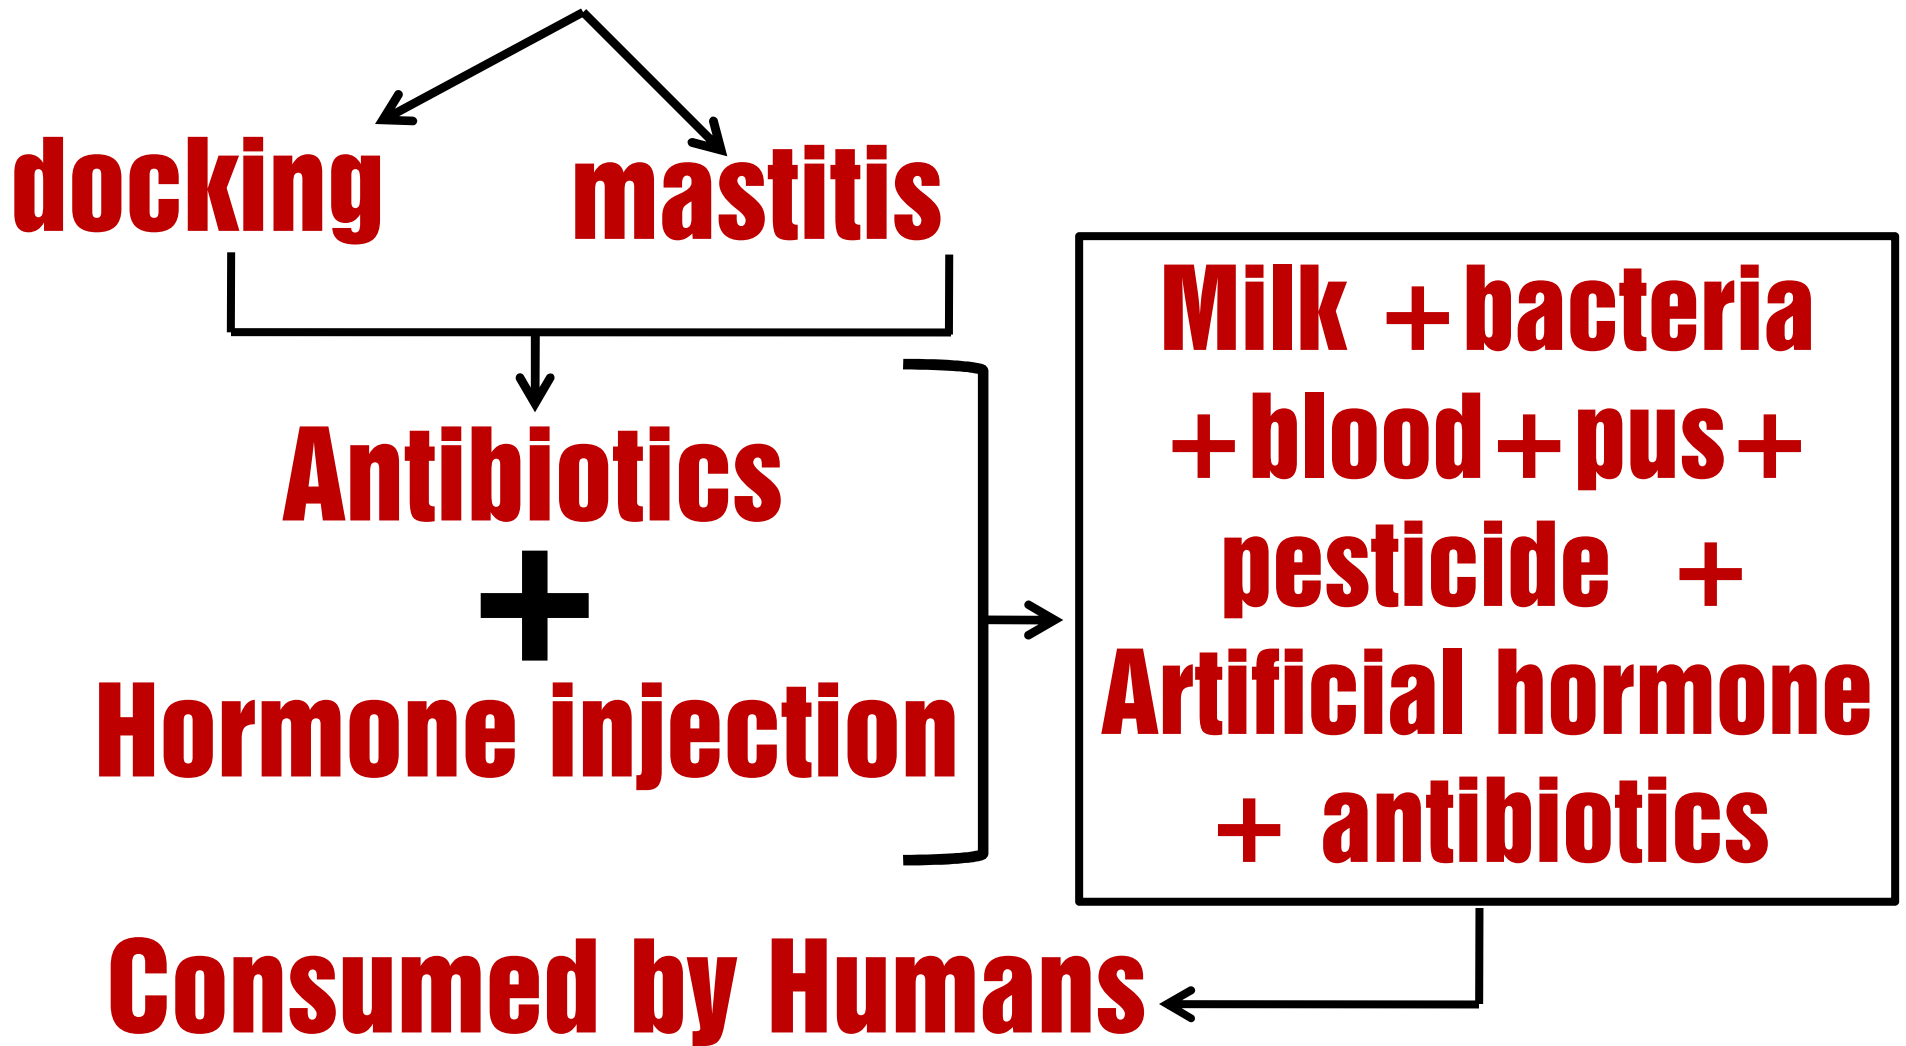 docking
mastitis
Antibiotics
+
Hormone injection
Milk +bacteria
+blood+pus+
pesticide +
Artificial hormone
+ antibiotics
Consumed by Humans